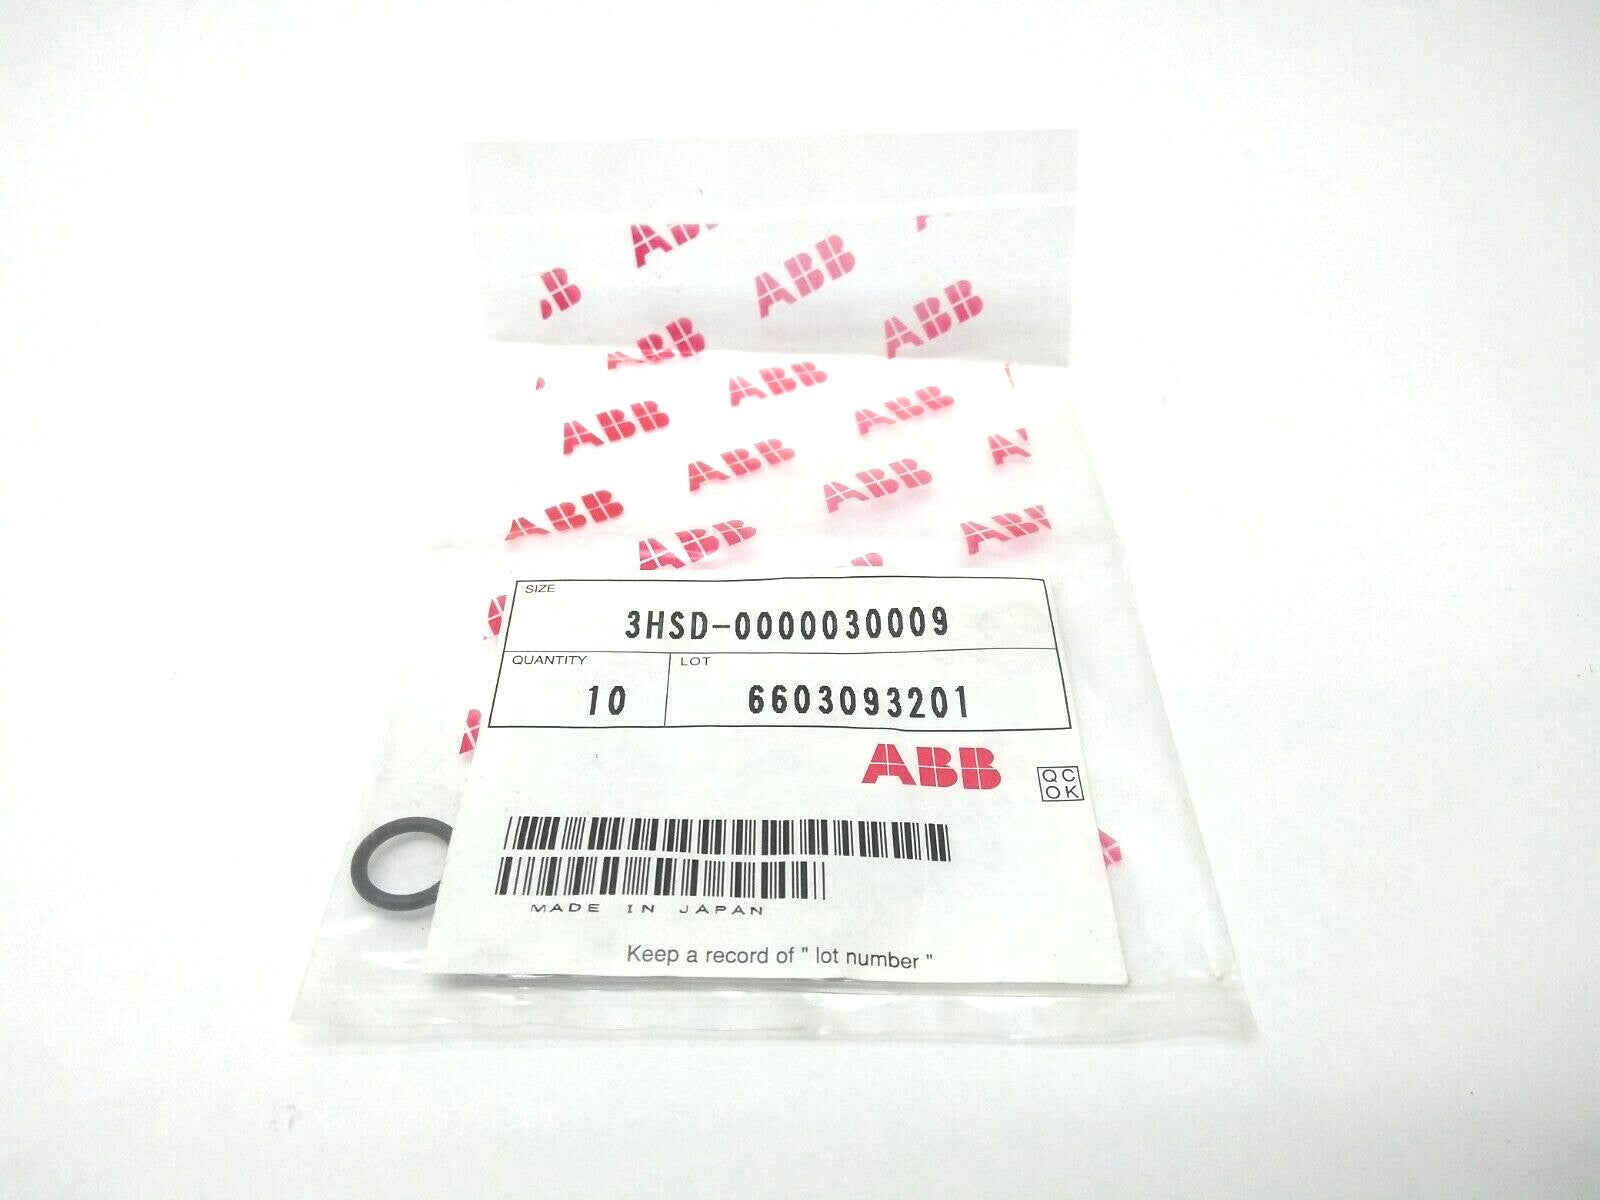 ABB
ABB
ABB
ABB
ABB
ABB
ABB
ABB
ABB
ABB
ABB
SIZE
3HSD-0000030009
QUANTITY LOT
10 6603093201
ABB
QC
OK
MADE IN JAPAN
Keep a record of " lot number "